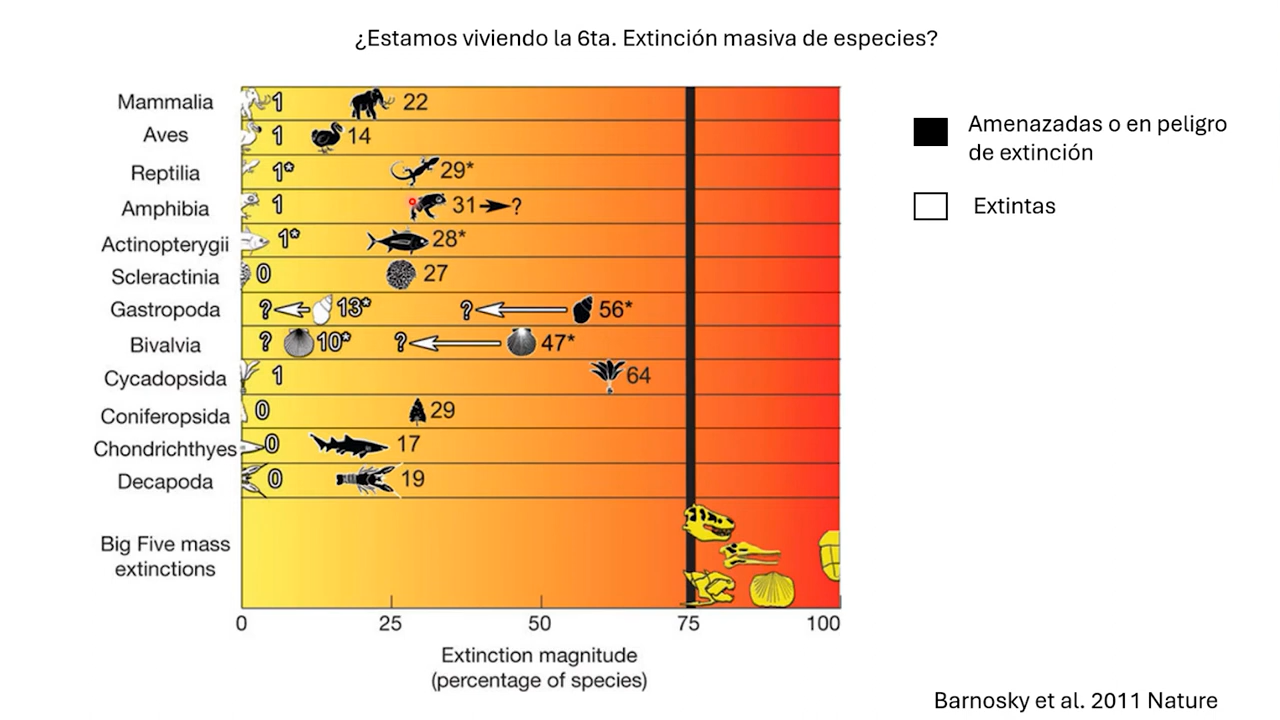 ¿Estamos viviendo la 6ta. Extinción masiva de especies?
Mammalia 1 22
Aves 1 14
Reptilia 1* 29*
Amphibia 1 31 ?
Actinopterygii 1* 28*
Scleractinia 0 27
Gastropoda ? 13* ? 56*
Bivalvia ? 10* ? 47*
Cycadopsida 1 64
Coniferopsida 0 29
Chondrichthyes 0 17
Decapoda 0 19
Big Five mass
extinctions
0 25 50 75 100
Extinction magnitude
(percentage of species)
Amenazadas o en peligro
de extinción
Extintas
Barnosky et al. 2011 Nature